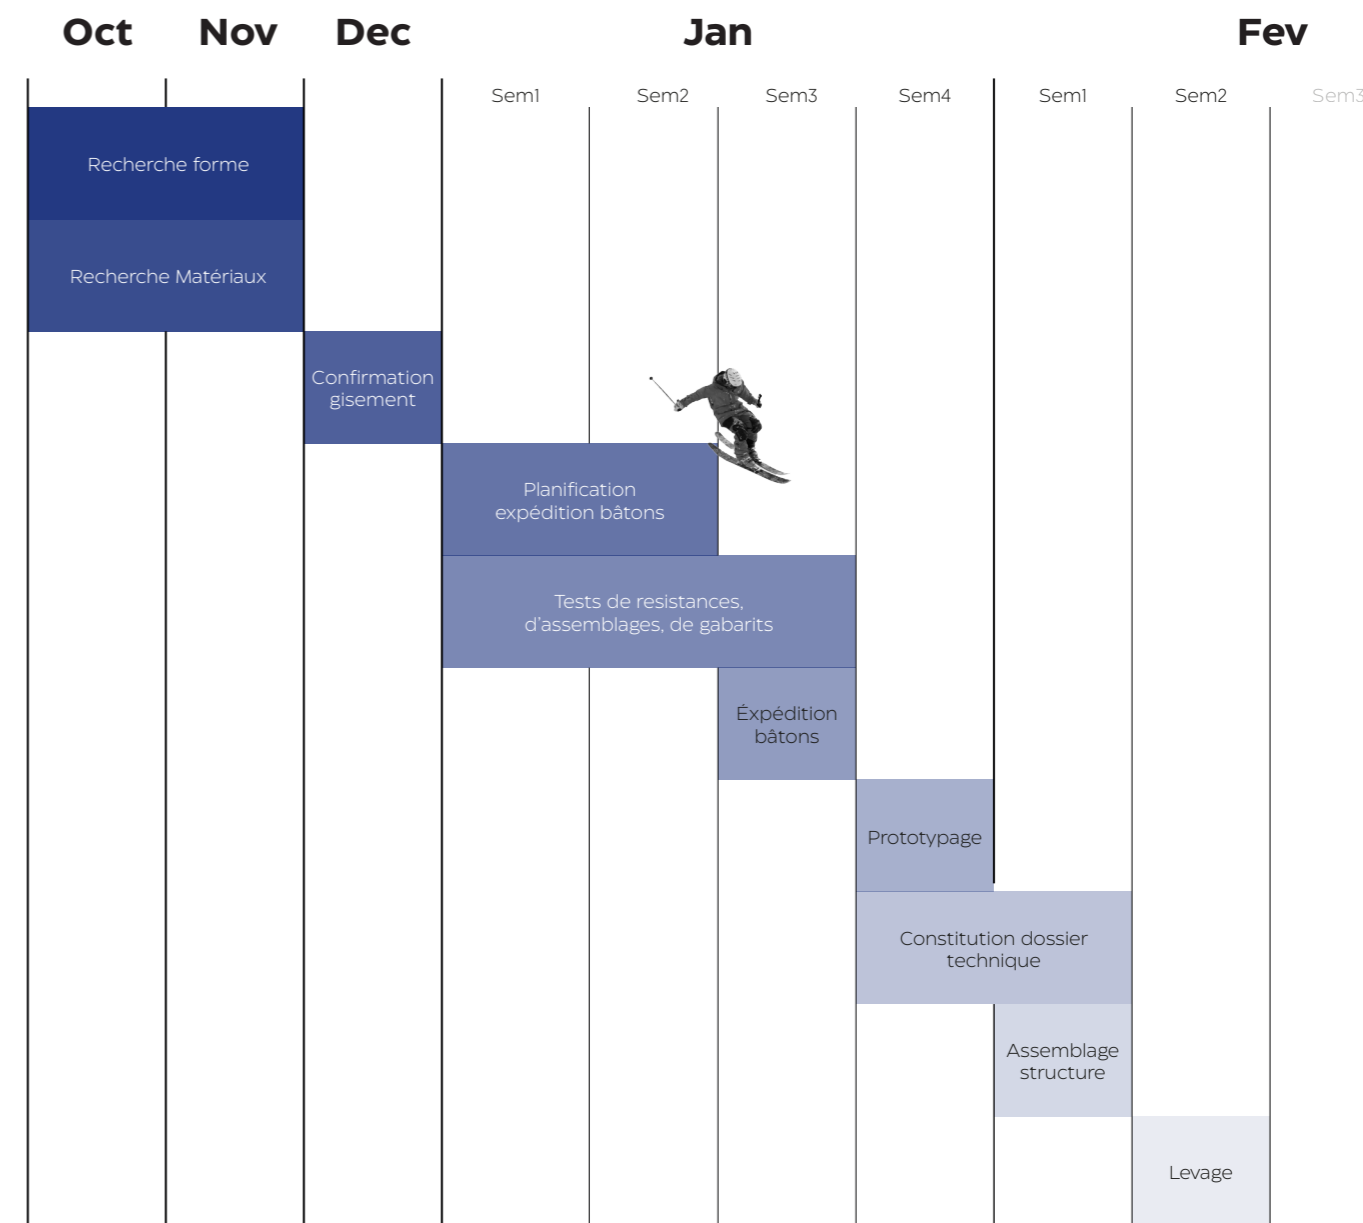 Oct Nov Dec Jan Fev
Sem1 Sem2 Sem3 Sem4 Sem1 Sem2 Sem3
Recherche forme
Recherche Matériaux
Confirmation
gisement
Planification
expédition bâtons
Tests de resistances,
d'assemblages, de gabarits
Éxpédition
bâtons
Prototypage
Constitution dossier
technique
Assemblage
structure
Levage